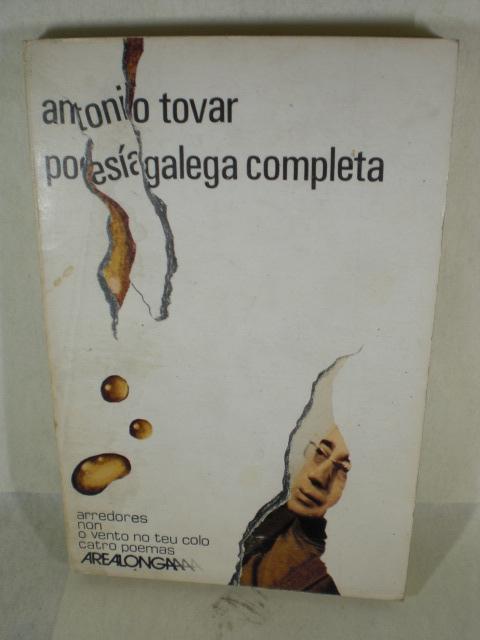 antonio tovar
poesía galega completa
arredores
non
o vento no teu colo
catro poemas
AREALONGA